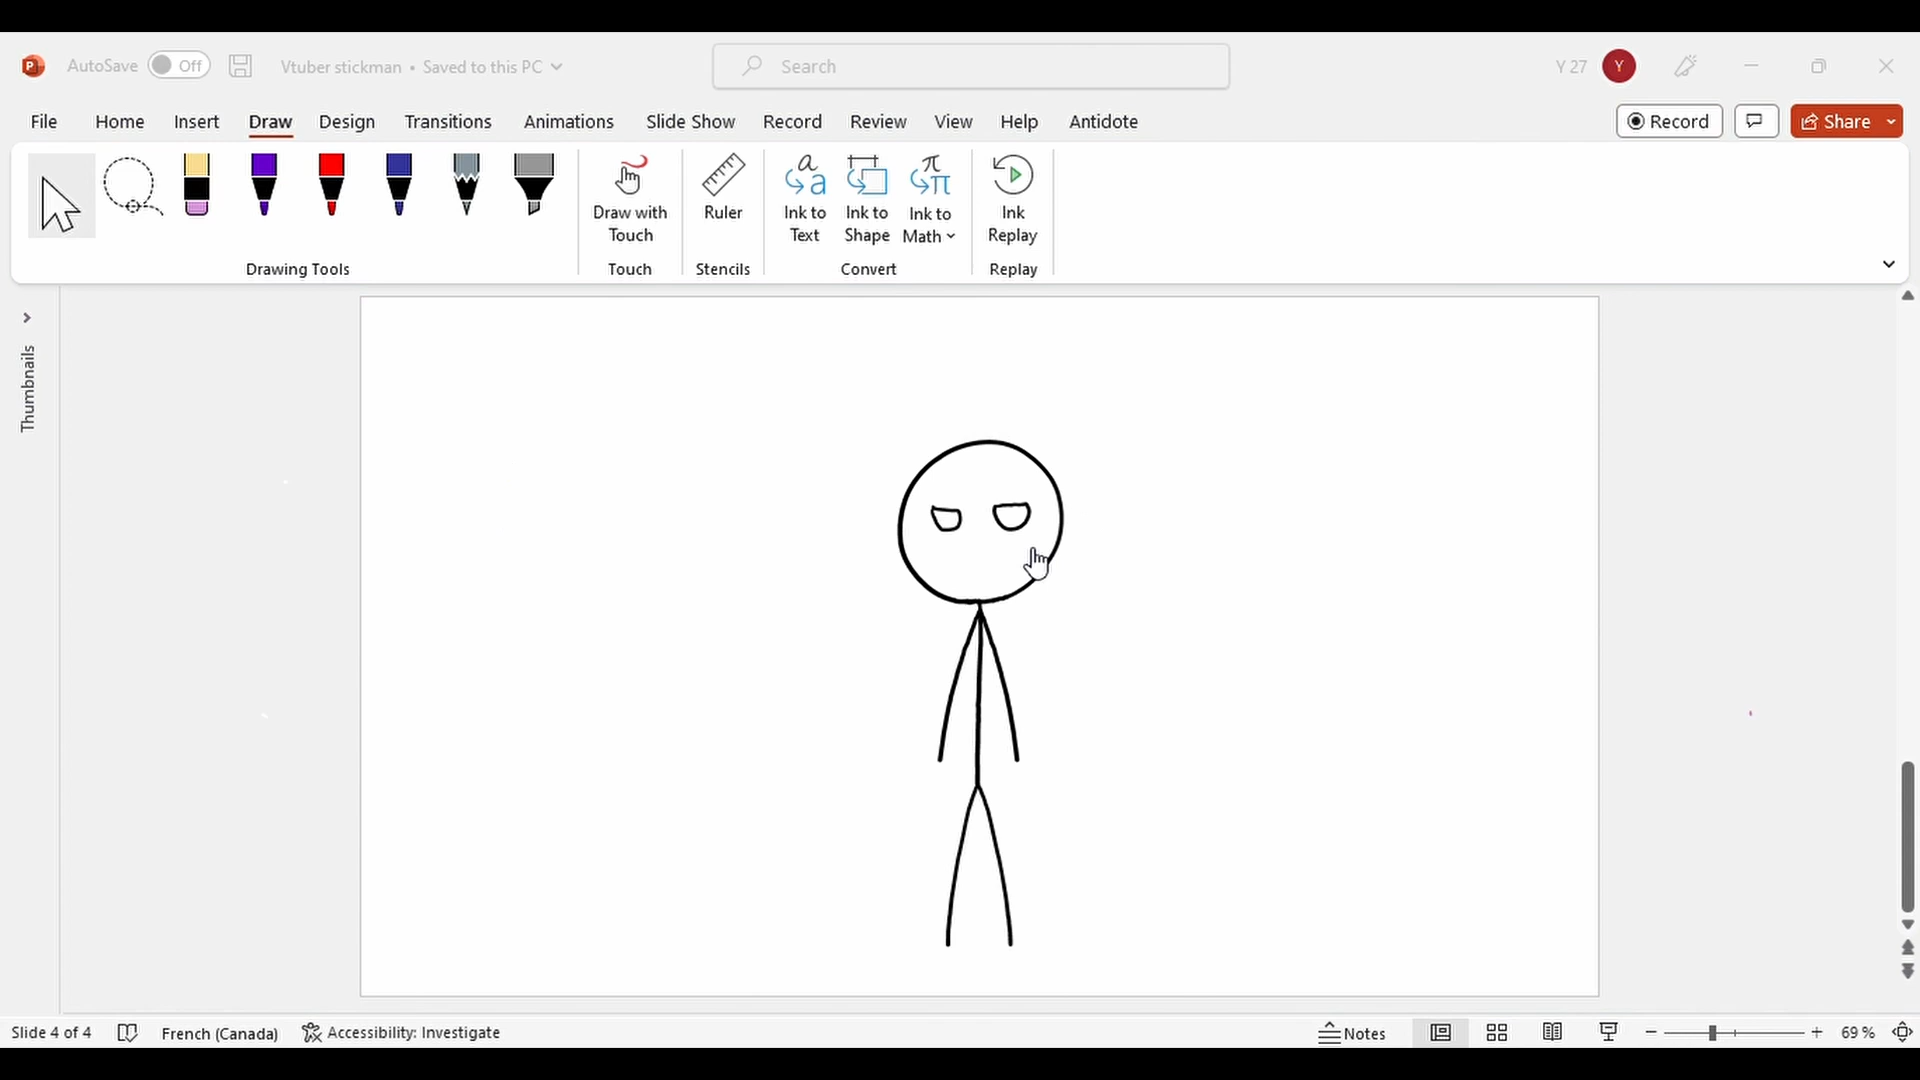 AutoSave Off Vtuber stickman • Saved to this PC Search Y 27 Y
File Home Insert Draw Design Transitions Animations Slide Show Record Review View Help Antidote Record Share
Draw with Touch Ruler Ink to Text Ink to Shape Ink to Math Ink Replay
Drawing Tools Touch Stencils Convert Replay
Thumbnails
Slide 4 of 4 French (Canada) Accessibility: Investigate Notes 69 %